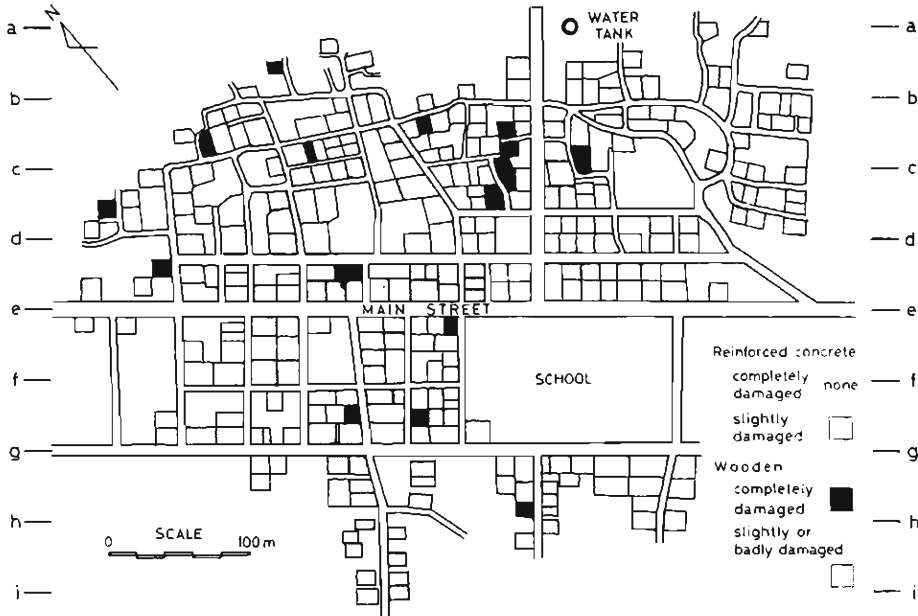 N
WATER
TANK
a a
b b
c c
d d
e MAIN STREET e
f f
g g
h h
i i
SCHOOL
Reinforced concrete
completely
damaged none
slightly
damaged
Wooden
completely
damaged
slightly or
badly damaged
SCALE
0 100m